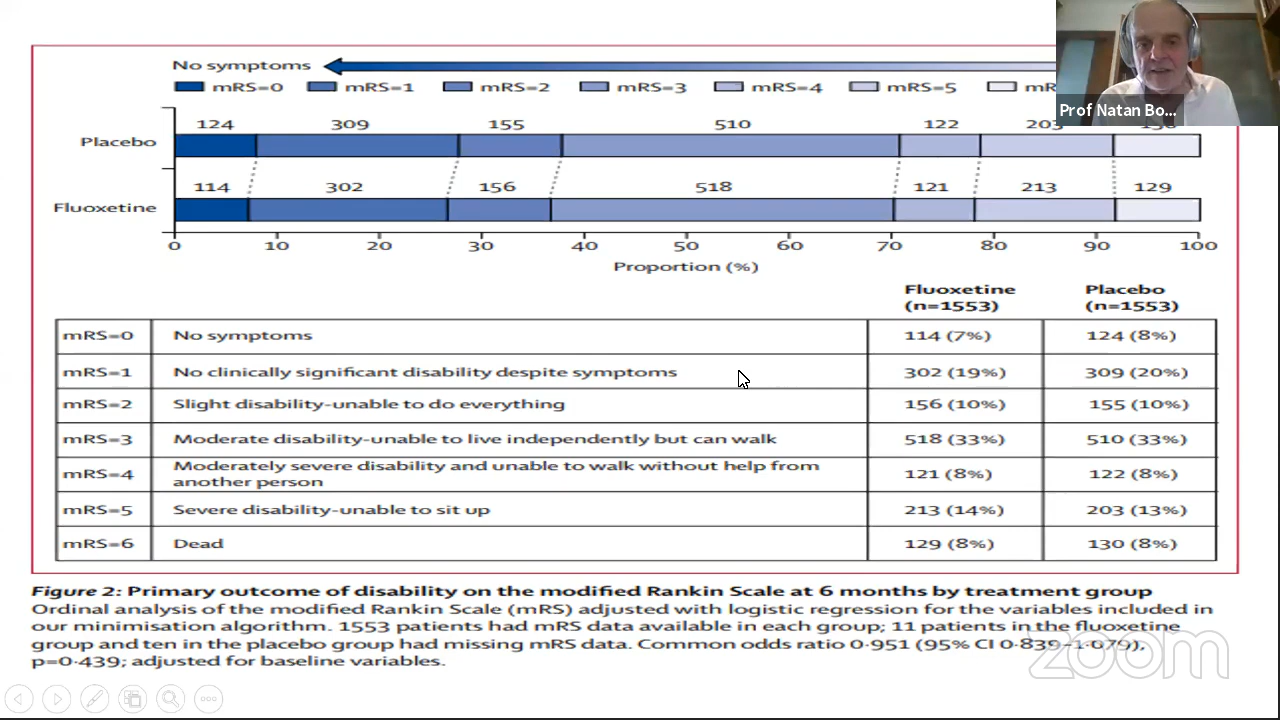 No symptoms
mRS=0 mRS=1 mRS=2 mRS=3 mRS=4 mRS=5
Prof Natan Bo...
124 309 155 510 122 203
Placebo
114 302 156 518 121 213 129
Fluoxetine
0 10 20 30 40 50 60 70 80 90 100
Proportion (%)
Fluoxetine Placebo
(n=1553) (n=1553)
mRS=0 No symptoms 114 (7%) 124 (8%)
mRS=1 No clinically significant disability despite symptoms 302 (19%) 309 (20%)
mRS=2 Slight disability-unable to do everything 156 (10%) 155 (10%)
mRS=3 Moderate disability-unable to live independently but can walk 518 (33%) 510 (33%)
mRS=4 Moderately severe disability and unable to walk without help from
another person 121 (8%) 122 (8%)
mRS=5 Severe disability-unable to sit up 213 (14%) 203 (13%)
mRS=6 Dead 129 (8%) 130 (8%)
Figure 2: Primary outcome of disability on the modified Rankin Scale at 6 months by treatment group
Ordinal analysis of the modified Rankin Scale (mRS) adjusted with logistic regression for the variables included in
our minimisation algorithm. 1553 patients had mRS data available in each group; 11 patients in the fluoxetine
group and ten in the placebo group had missing mRS data. Common odds ratio 0·951 (95% CI 0·839–1·079),
p=0·439; adjusted for baseline variables.
zoom